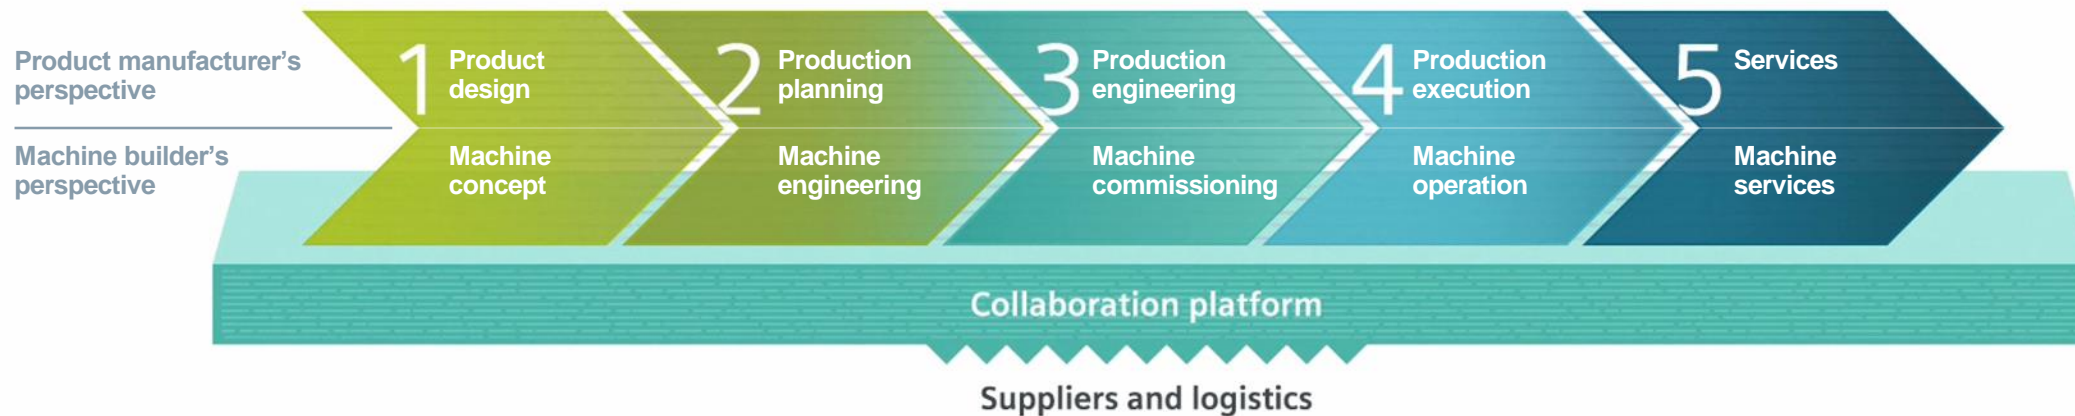 Product manufacturer's
perspective
1 Product
design
2 Production
planning
3 Production
engineering
4 Production
execution
5 Services
Machine builder's
perspective
Machine
concept
Machine
engineering
Machine
commissioning
Machine
operation
Machine
services
Collaboration platform
Suppliers and logistics